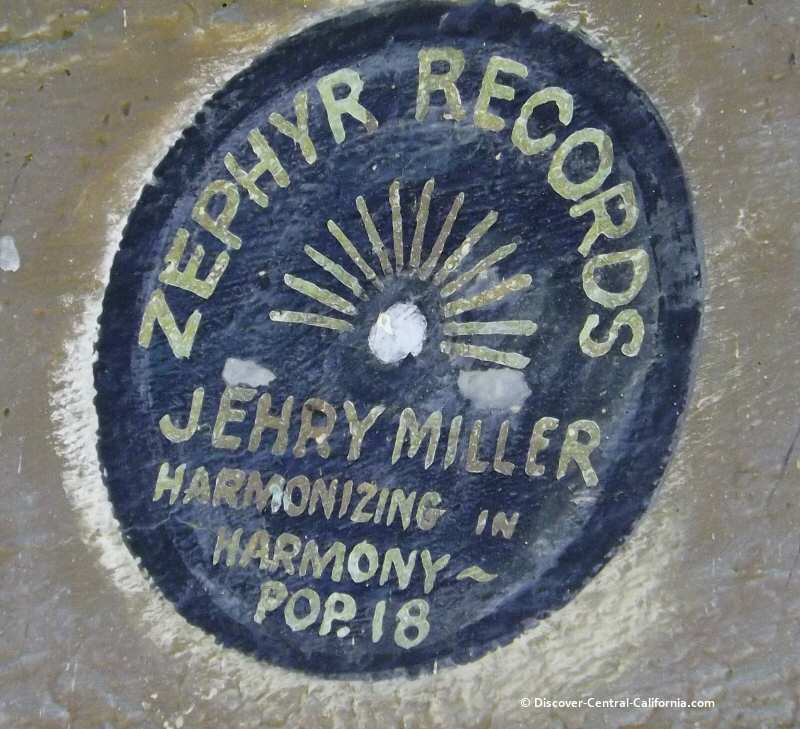 ZEPHYR RECORDS
JEHRY MILLER
HARMONIZING IN
HARMONY~
POP. 18
© Discover-Central-California.com